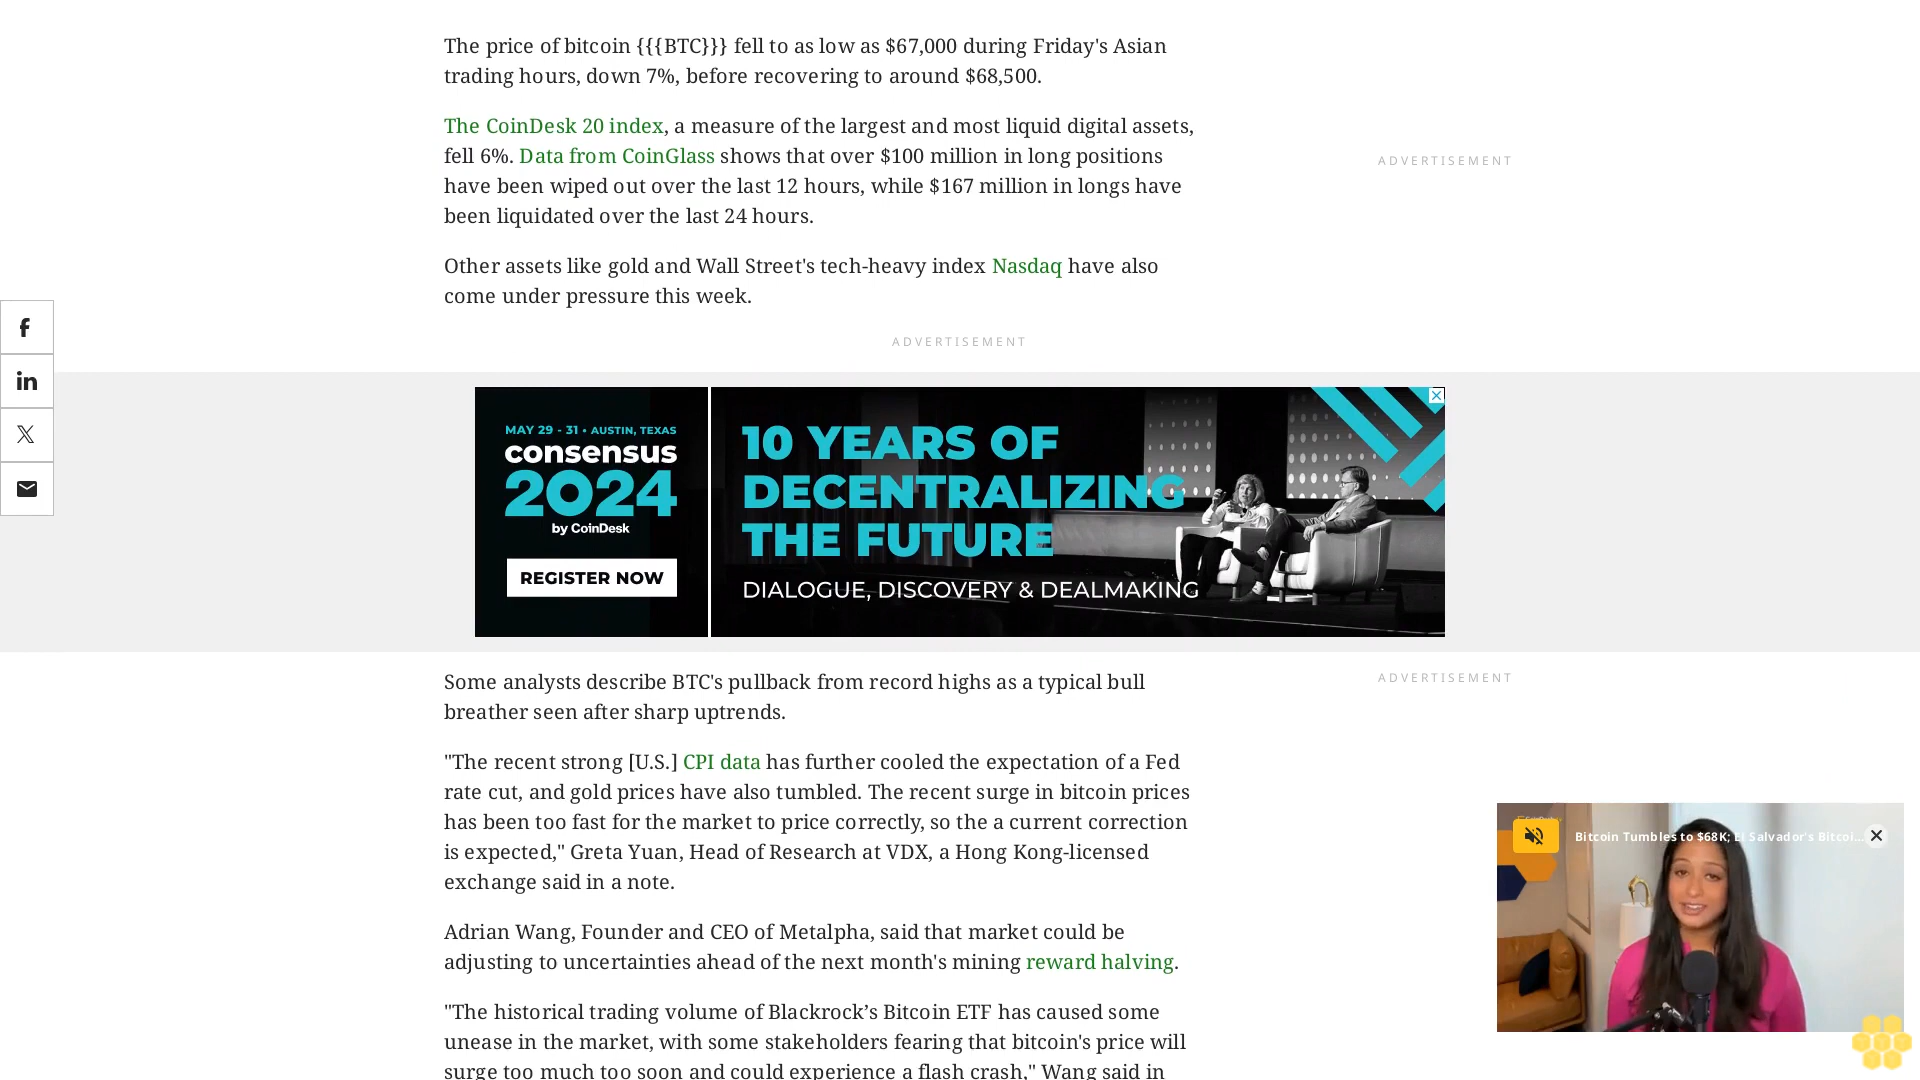 The price of bitcoin {{{BTC}}} fell to as low as $67,000 during Friday's Asian
trading hours, down 7%, before recovering to around $68,500.
The CoinDesk 20 index, a measure of the largest and most liquid digital assets,
fell 6%. Data from CoinGlass shows that over $100 million in long positions
have been wiped out over the last 12 hours, while $167 million in longs have
been liquidated over the last 24 hours.
ADVERTISEMENT
Other assets like gold and Wall Street's tech-heavy index Nasdaq have also
come under pressure this week.
ADVERTISEMENT
MAY 29 - 31 • AUSTIN, TEXAS
consensus
2024
by CoinDesk
REGISTER NOW
10 YEARS OF
DECENTRALIZING
THE FUTURE
DIALOGUE, DISCOVERY & DEALMAKING
Some analysts describe BTC's pullback from record highs as a typical bull
breather seen after sharp uptrends.
ADVERTISEMENT
"The recent strong [U.S.] CPI data has further cooled the expectation of a Fed
rate cut, and gold prices have also tumbled. The recent surge in bitcoin prices
has been too fast for the market to price correctly, so the a current correction
is expected," Greta Yuan, Head of Research at VDX, a Hong Kong-licensed
exchange said in a note.
Bitcoin Tumbles to $68K; El Salvador's Bitcoi...
Adrian Wang, Founder and CEO of Metalpha, said that market could be
adjusting to uncertainties ahead of the next month's mining reward halving.
"The historical trading volume of Blackrock’s Bitcoin ETF has caused some
unease in the market, with some stakeholders fearing that bitcoin's price will
surge too much too soon and could experience a flash crash," Wang said in